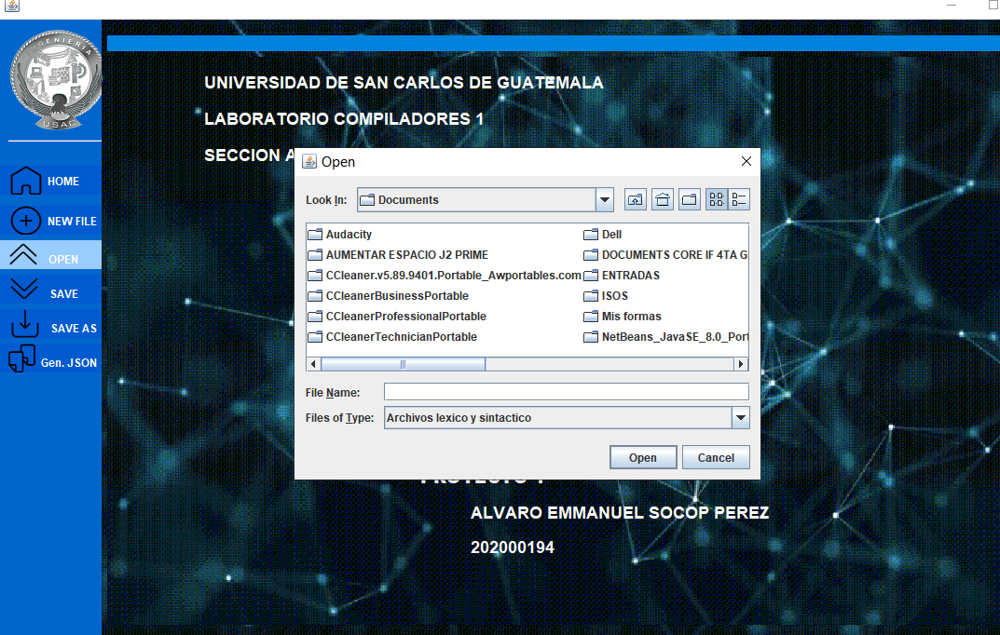 GENIERIA
USAC
HOME
NEW FILE
OPEN
SAVE
SAVE AS
Gen. JSON
UNIVERSIDAD DE SAN CARLOS DE GUATEMALA
LABORATORIO COMPILADORES 1
SECCION A
Open
Look In:
Documents
Audacity
AUMENTAR ESPACIO J2 PRIME
CCleaner.v5.89.9401.Portable_Awportables.com
CCleanerBusinessPortable
CCleanerProfessionalPortable
CCleanerTechnicianPortable
Dell
DOCUMENTS CORE IF 4TA G
ENTRADAS
ISOS
Mis formas
NetBeans_JavaSE_8.0_Port
File Name:
Files of Type:
Archivos lexico y sintactico
Open
Cancel
PROYECTO 1
ALVARO EMMANUEL SOCOP PEREZ
202000194